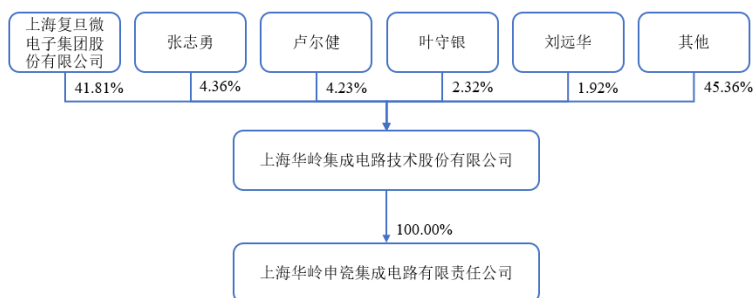 上海复旦微
电子集团股
份有限公司
张志勇
卢尔健
叶守银
刘远华
其他
41.81%
4.36%
4.23%
2.32%
1.92%
45.36%
上海华岭集成电路技术股份有限公司
100.00%
上海华岭申瓷集成电路有限责任公司